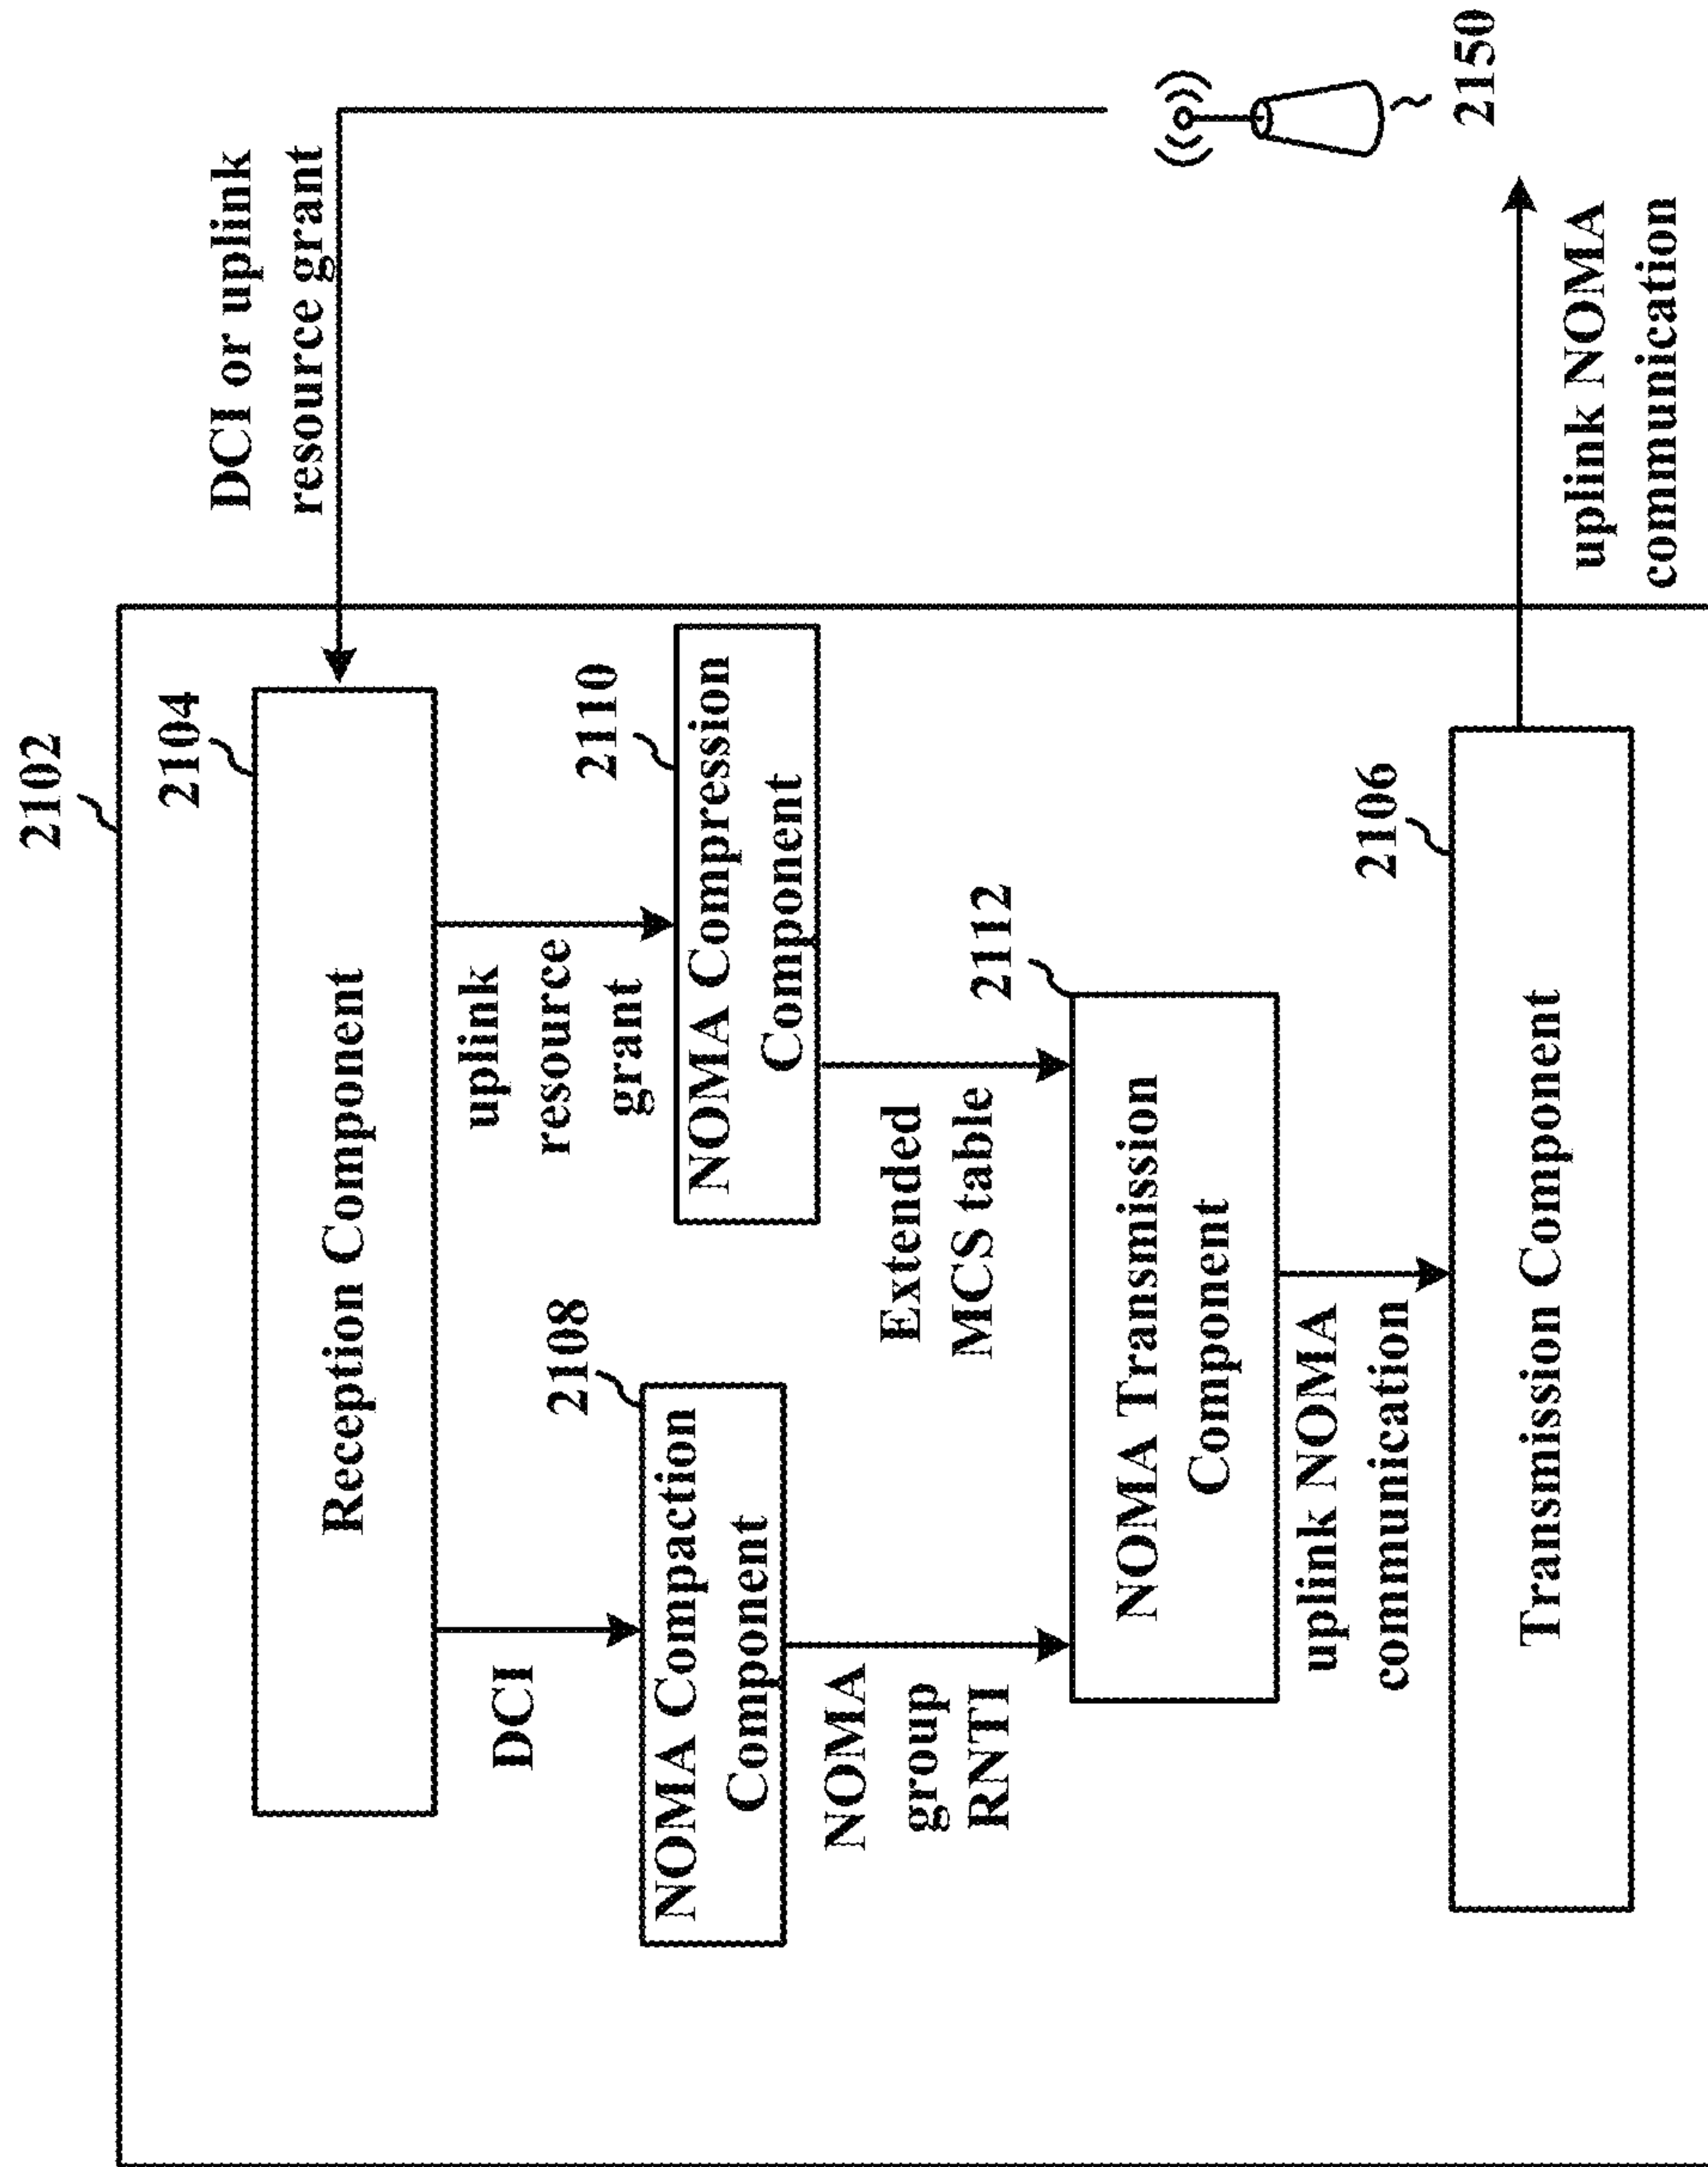 2102
2104
Reception Component
DCI or uplink
resource grant
DCI
uplink
resource
grant
2108
NOMA Compaction
Component
2110
NOMA Compression
Component
NOMA
group
RNTI
Extended
MCS table
2112
NOMA Transmission
Component
uplink NOMA
communication
2106
Transmission Component
uplink NOMA
communication
2150